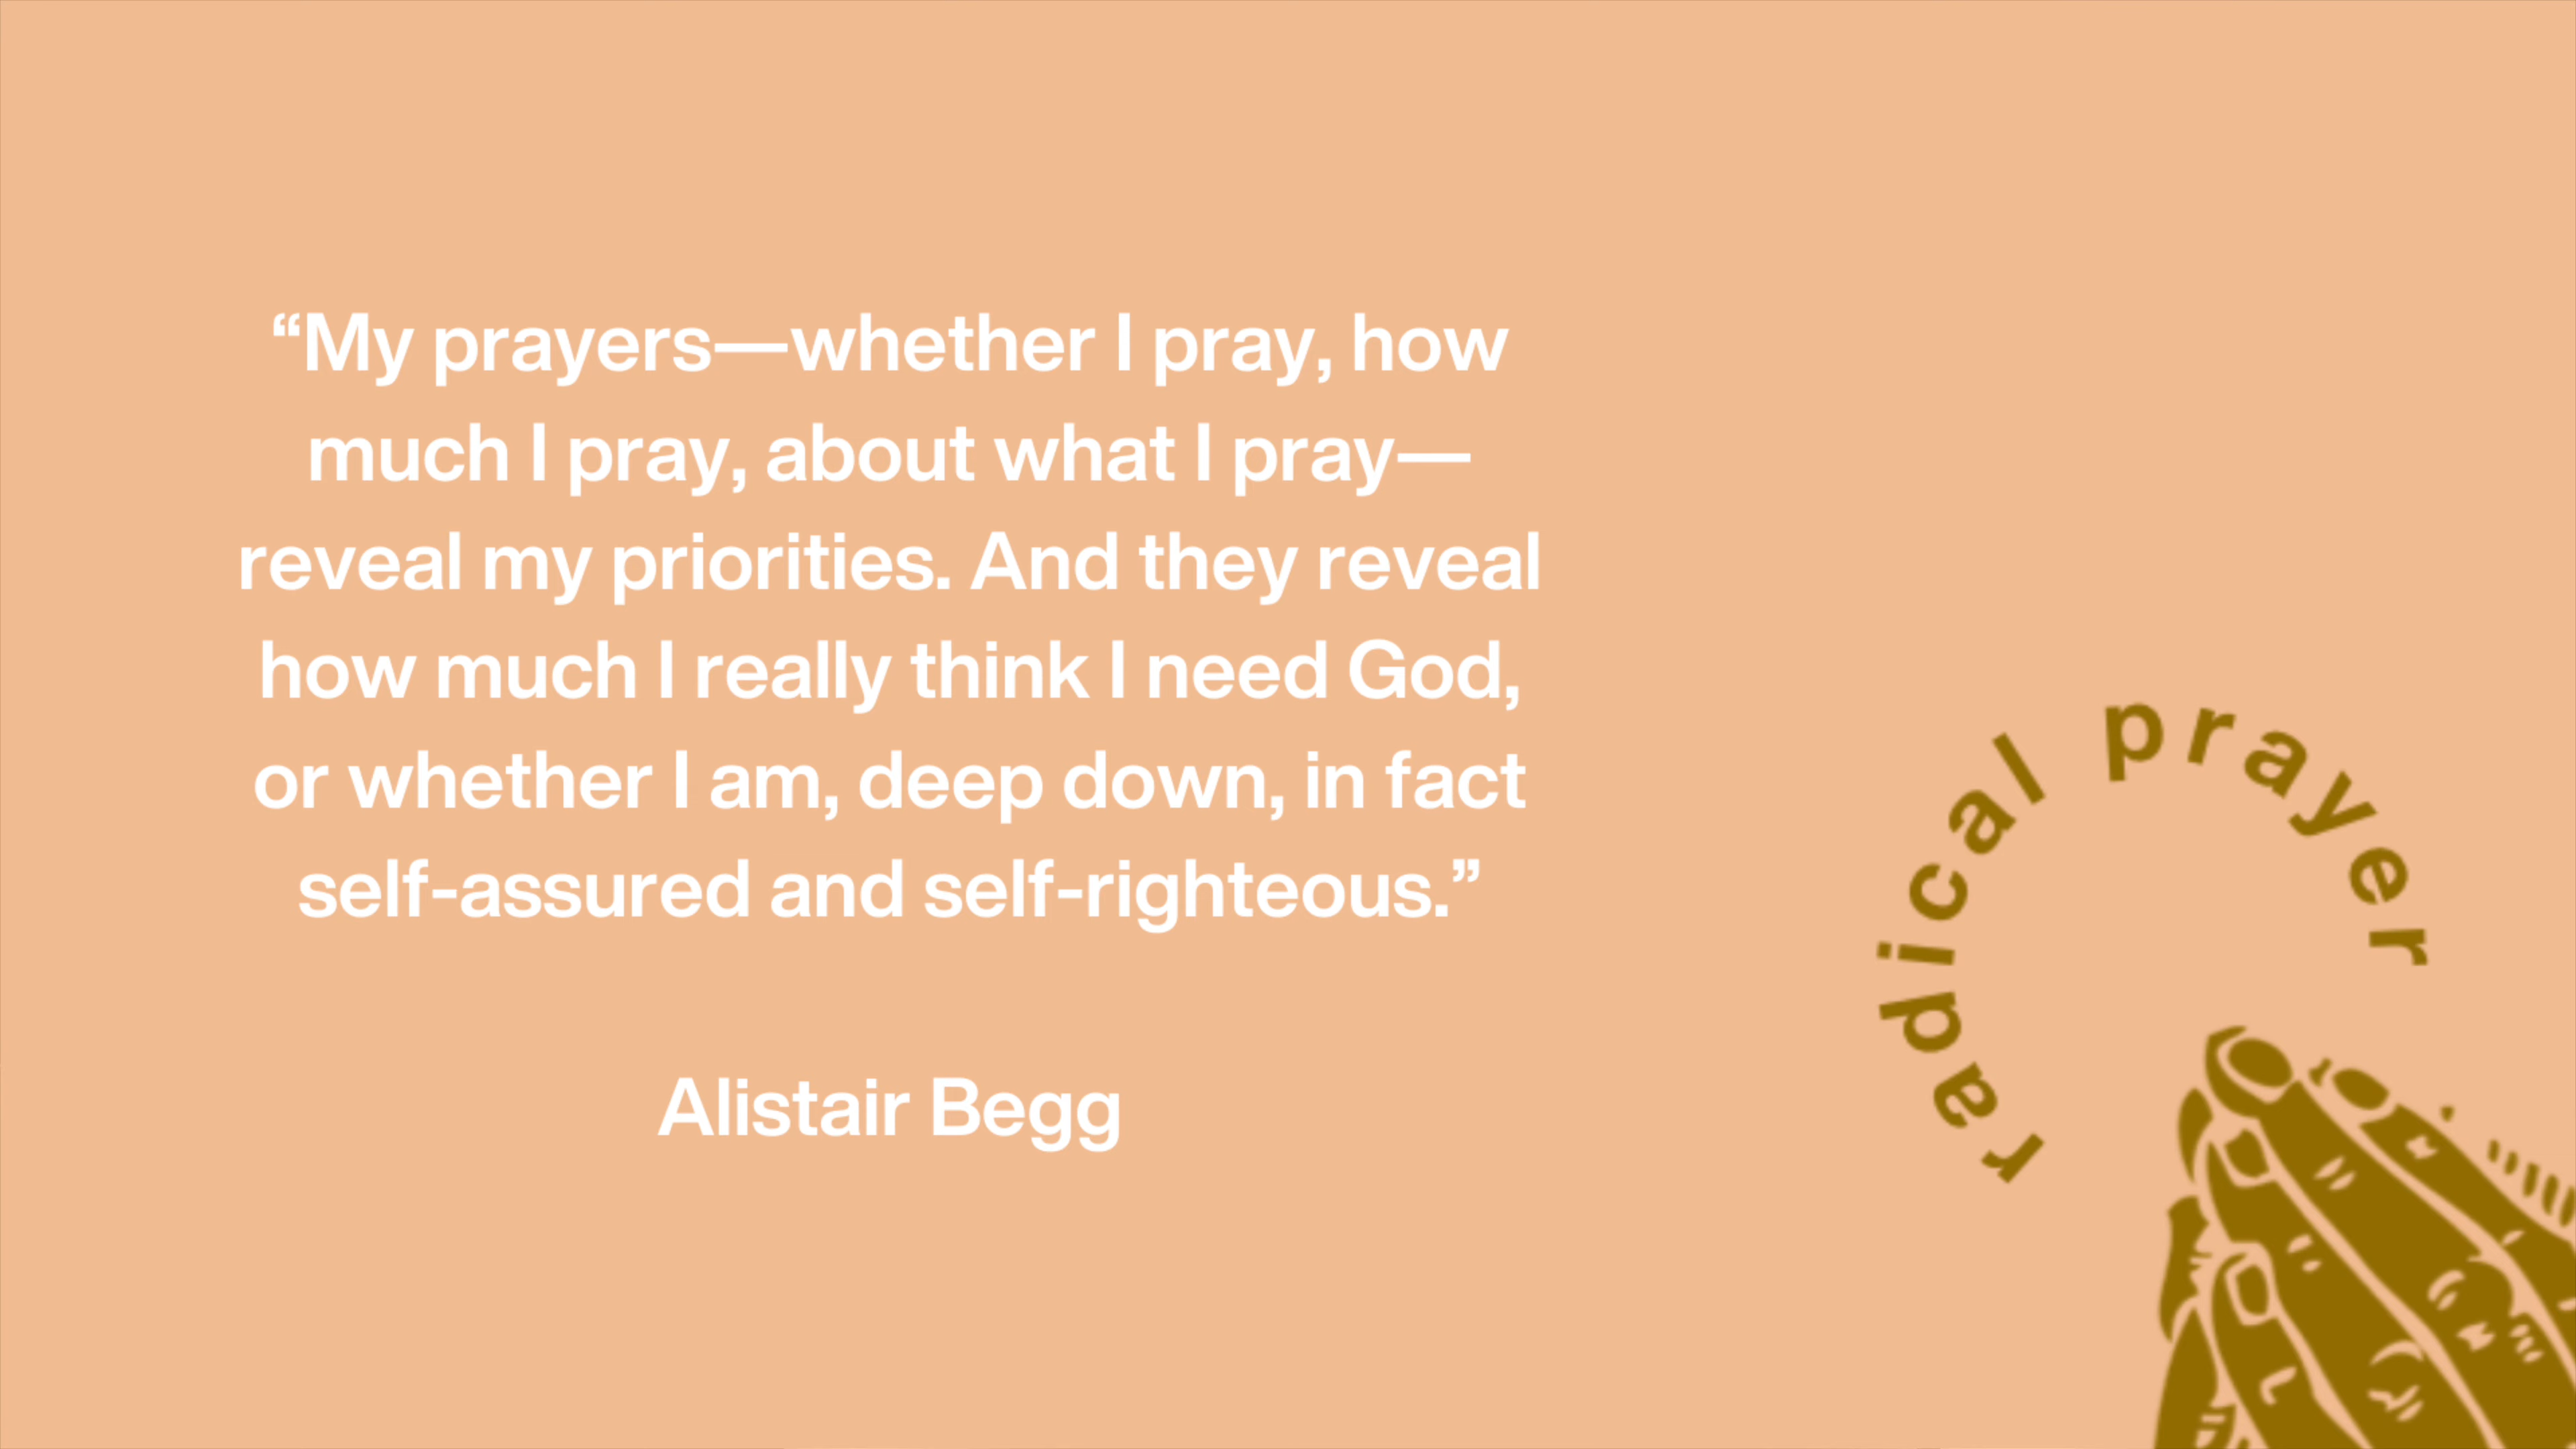 “My prayers—whether I pray, how
much I pray, about what I pray—
reveal my priorities. And they reveal
how much I really think I need God,
or whether I am, deep down, in fact
self-assured and self-righteous.”
Alistair Begg
radical prayer